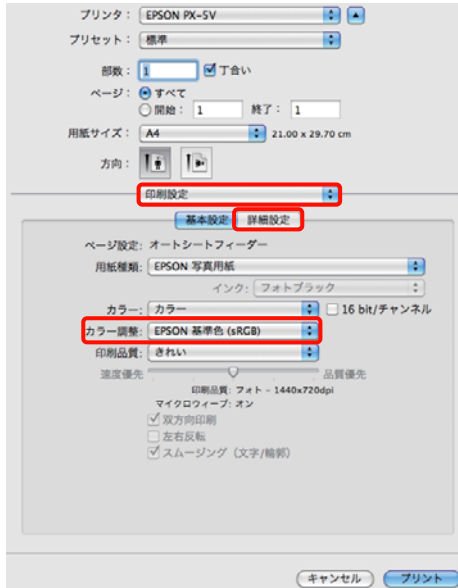 プリンタ： EPSON PX-5V
プリセット： 標準
部数： 1 丁合い
ページ： すべて
開始： 1 終了： 1
用紙サイズ： A4 21.00 x 29.70 cm
方向：
印刷設定
基本設定 詳細設定
ページ設定: オートシートフィーダー
用紙種類: EPSON 写真用紙
インク: フォトブラック
カラー: カラー 16 bit/チャンネル
カラー調整: EPSON 基準色 (sRGB)
印刷品質: きれい
速度優先 品質優先
印刷品質: フォト - 1440x720dpi
マイクロウィーブ: オン
双方向印刷
左右反転
スムージング（文字/輪郭）
キャンセル プリント